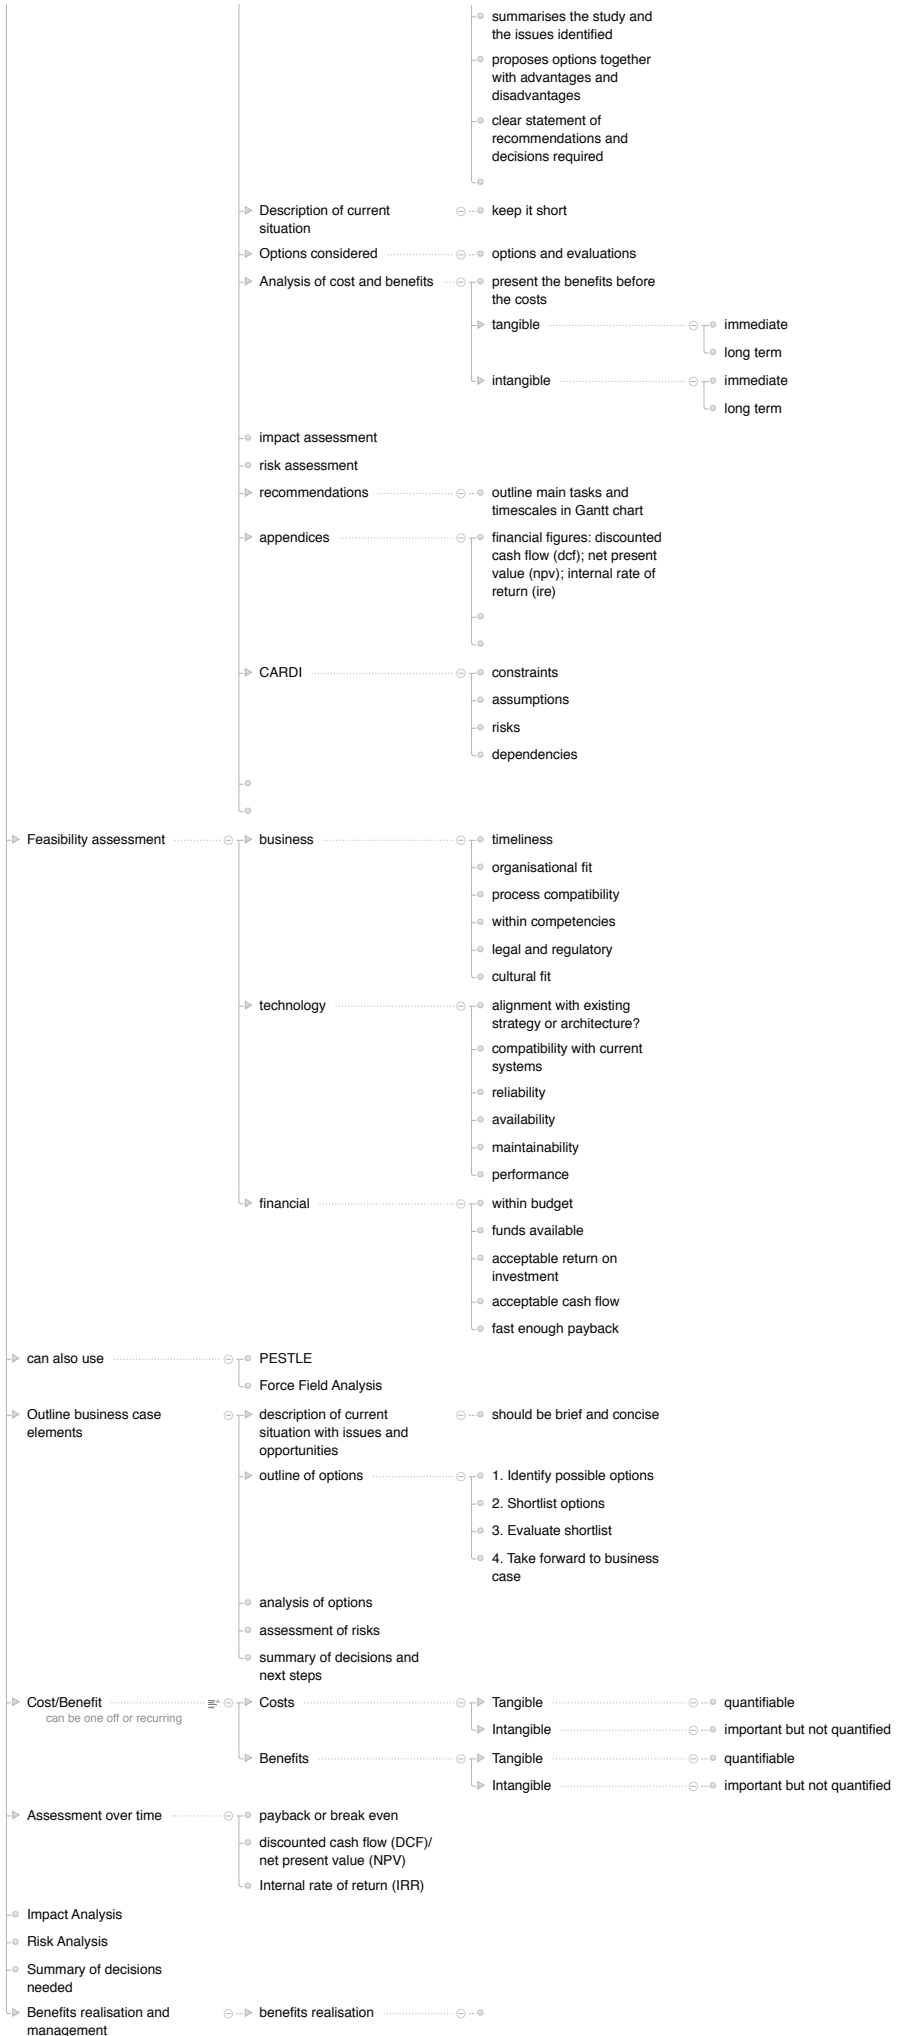 summarises the study and
the issues identified
proposes options together
with advantages and
disadvantages
clear statement of
recommendations and
decisions required
Description of current
situation
keep it short
Options considered
options and evaluations
Analysis of cost and benefits
present the benefits before
the costs
tangible
immediate
long term
intangible
immediate
long term
impact assessment
risk assessment
recommendations
outline main tasks and
timescales in Gantt chart
appendices
financial figures: discounted
cash flow (dcf); net present
value (npv); internal rate of
return (ire)
CARDI
constraints
assumptions
risks
dependencies
Feasibility assessment
business
timeliness
organisational fit
process compatibility
within competencies
legal and regulatory
cultural fit
technology
alignment with existing
strategy or architecture?
compatibility with current
systems
reliability
availability
maintainability
performance
financial
within budget
funds available
acceptable return on
investment
acceptable cash flow
fast enough payback
can also use
PESTLE
Force Field Analysis
Outline business case
elements
description of current
situation with issues and
opportunities
should be brief and concise
outline of options
1. Identify possible options
2. Shortlist options
3. Evaluate shortlist
4. Take forward to business
case
analysis of options
assessment of risks
summary of decisions and
next steps
Cost/Benefit
can be one off or recurring
Costs
Tangible
quantifiable
Intangible
important but not quantified
Benefits
Tangible
quantifiable
Intangible
important but not quantified
Assessment over time
payback or break even
discounted cash flow (DCF)/
net present value (NPV)
Internal rate of return (IRR)
Impact Analysis
Risk Analysis
Summary of decisions
needed
Benefits realisation and
management
benefits realisation